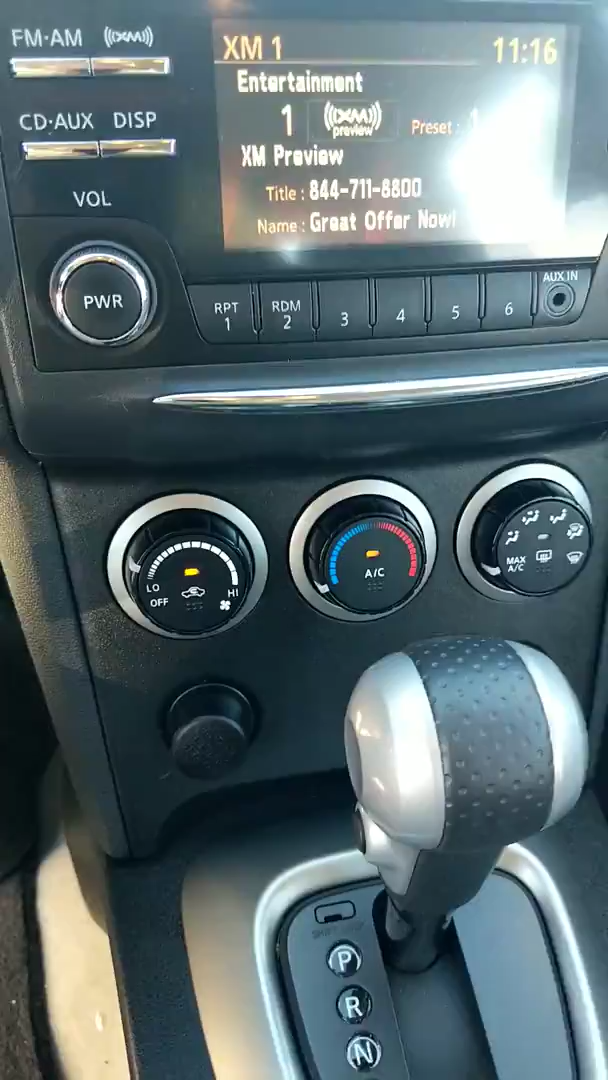 FM·AM
((XM))
CD·AUX
DISP
VOL
PWR
XM 1
11:16
Entertainment
1
((XM))
preview
Preset :
XM Preview
Title : 844-711-8800
Name : Great Offer Now!
RPT
1
RDM
2
3
4
5
6
AUX IN
LO
HI
OFF
A/C
MAX
A/C
P
R
N